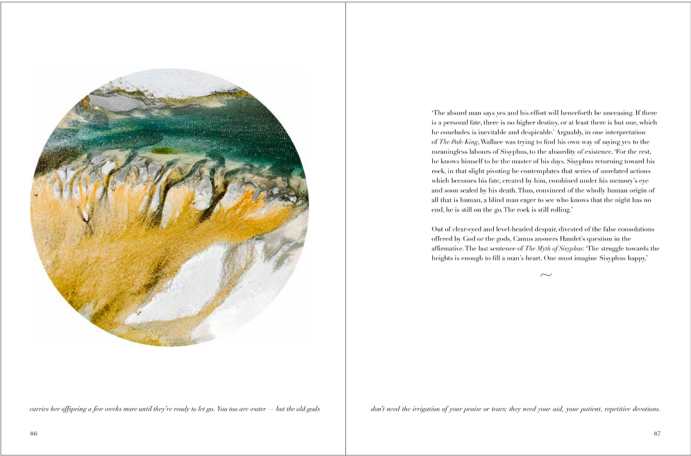 carries her offspring a few weeks more until they're ready to let go. You too are water — but the old gods
86
‘The absurd man says yes and his effort will henceforth be unceasing. If there
is a personal fate, there is no higher destiny, or at least there is but one, which
he concludes is inevitable and despicable.’ Arguably, in one interpretation
of The Pale King, Wallace was trying to find his own way of saying yes to the
meaningless labours of Sisyphus, to the absurdity of existence. ‘For the rest,
he knows himself to be the master of his days. Sisyphus returning toward his
rock, in that slight pivoting he contemplates that series of unrelated actions
which becomes his fate, created by him, combined under his memory’s eye
and soon sealed by his death. Thus, convinced of the wholly human origin of
all that is human, a blind man eager to see who knows that the night has no
end, he is still on the go. The rock is still rolling.’
Out of clear-eyed and level-headed despair, divested of the false consolations
offered by God or the gods, Camus answers Hamlet’s question in the
affirmative. The last sentence of The Myth of Sisyphus: ‘The struggle towards the
heights is enough to fill a man’s heart. One must imagine Sisyphus happy.’
~
don’t need the irrigation of your praise or tears; they need your aid, your patient, repetitive devotions.
87